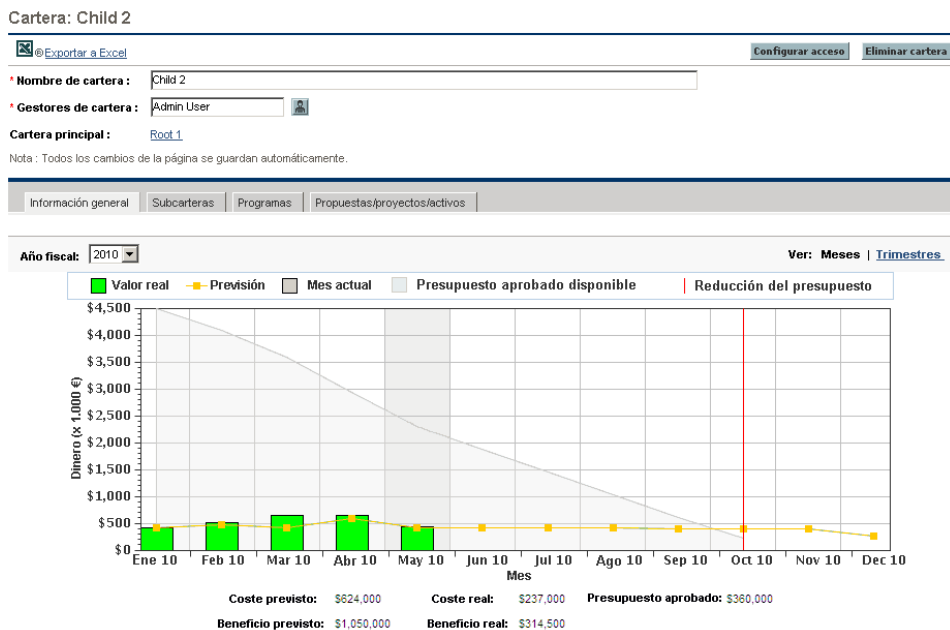 Cartera: Child 2
® Exportar a Excel
Configurar acceso Eliminar cartera
* Nombre de cartera : Child 2
* Gestores de cartera : Admin User
Cartera principal : Root 1
Nota : Todos los cambios de la página se guardan automáticamente.
Información general Subcarteras Programas Propuestas/proyectos/activos
Año fiscal: 2010 Ver: Meses | Trimestres
Valor real Previsión Mes actual Presupuesto aprobado disponible Reducción del presupuesto
$4,500
$4,000
$3,500
$3,000
$2,500
$2,000
$1,500
$1,000
$500
$0
Dinero (x 1.000 €)
Ene 10 Feb 10 Mar 10 Abr 10 May 10 Jun 10 Jul 10 Ago 10 Sep 10 Oct 10 Nov 10 Dec 10
Mes
Coste previsto: $624,000 Coste real: $237,000 Presupuesto aprobado: $360,000
Beneficio previsto: $1,050,000 Beneficio real: $314,500